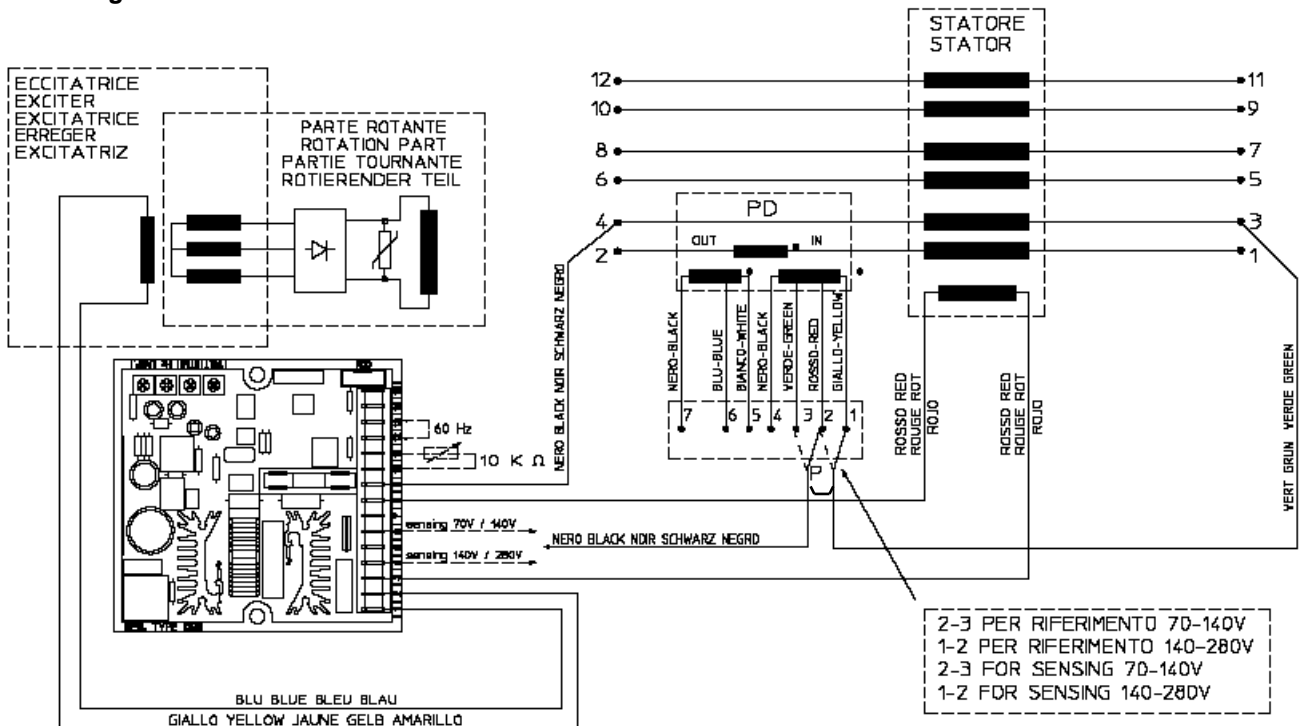 STATORE
STATOR
ECCITATRICE
EXCITER
EXCITATRICE
ERREGER
EXCITATRIZ
PARTE ROTANTE
ROTATION PART
PARTIE TOURNANTE
ROTIERENDER TEIL
12
11
10
9
8
7
6
5
4
3
2
1
PD
OUT
IN
NERO-BLACK
BLU-BLUE
BIANCO-WHITE
NERO-BLACK
VERDE-GREEN
ROSSO-RED
GIALLO-YELLOW
7 6 5 4 3 2 1
P
NERO BLACK NOIR SCHWARZ NEGRO
ROSSO RED
ROUGE ROT
ROJO
ROSSO RED
ROUGE ROT
ROJO
VERT GRUN VERDE GREEN
60 Hz
10 K Ω
sensing 70V / 140V
NERO BLACK NOIR SCHWARZ NEGRO
sensing 140V / 280V
2-3 PER RIFERIMENTO 70-140V
1-2 PER RIFERIMENTO 140-280V
2-3 FOR SENSING 70-140V
1-2 FOR SENSING 140-280V
BLU BLUE BLEU BLAU
GIALLO YELLOW JAUNE GELB AMARILLO